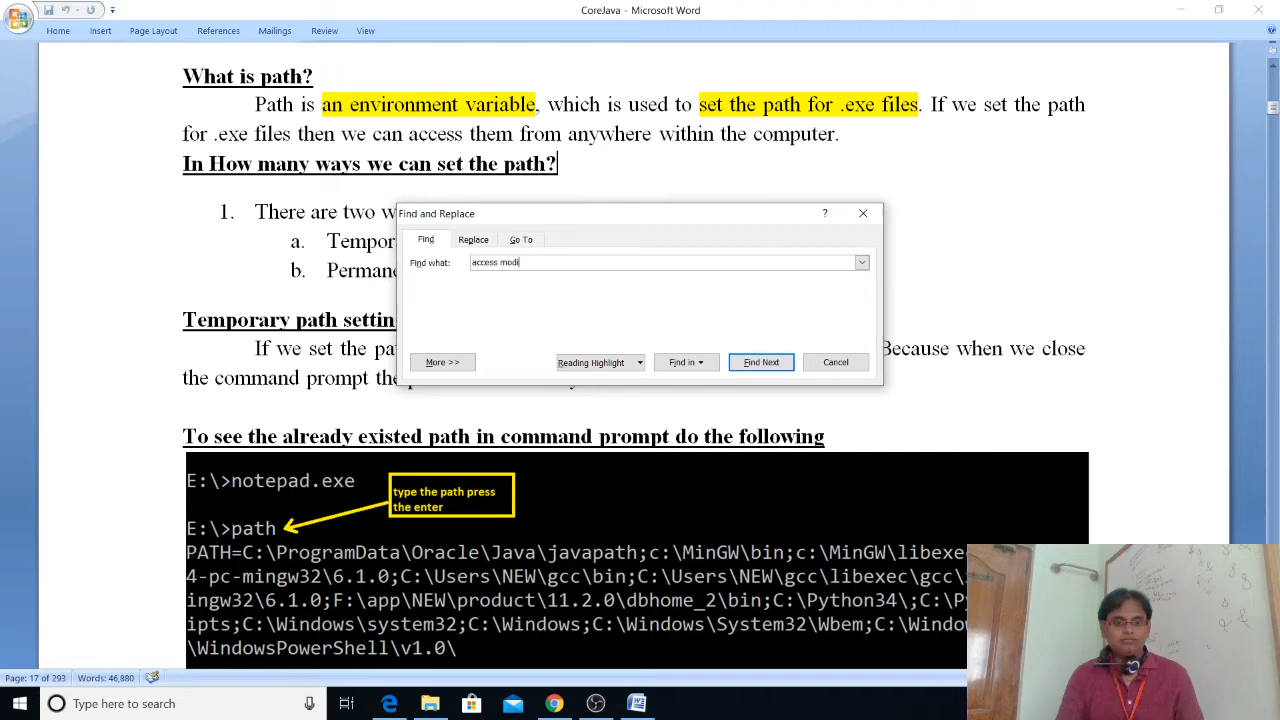 CoreJava - Microsoft Word
Home Insert Page Layout References Mailings Review View
What is path?
Path is an environment variable, which is used to set the path for .exe files. If we set the path
for .exe files then we can access them from anywhere within the computer.
In How many ways we can set the path?
1. There are two w
a. Tempor
b. Permane
Find and Replace
Find Replace Go To
Find what: access modi
More >> Reading Highlight Find in Find Next Cancel
Temporary path settin
If we set the pa Because when we close
the command prompt the
To see the already existed path in command prompt do the following
E:\>notepad.exe
type the path press
the enter
E:\>path
PATH=C:\ProgramData\Oracle\Java\javapath;c:\MinGW\bin;c:\MinGW\libexec
4-pc-mingw32\6.1.0;C:\Users\NEW\gcc\bin;C:\Users\NEW\gcc\libexec\gcc\
ingw32\6.1.0;F:\app\NEW\product\11.2.0\dbhome_2\bin;C:\Python34\;C:\Py
ipts;C:\Windows\system32;C:\Windows;C:\Windows\System32\Wbem;C:\Window
\WindowsPowerShell\v1.0\
Page: 17 of 293 Words: 46,880
Type here to search